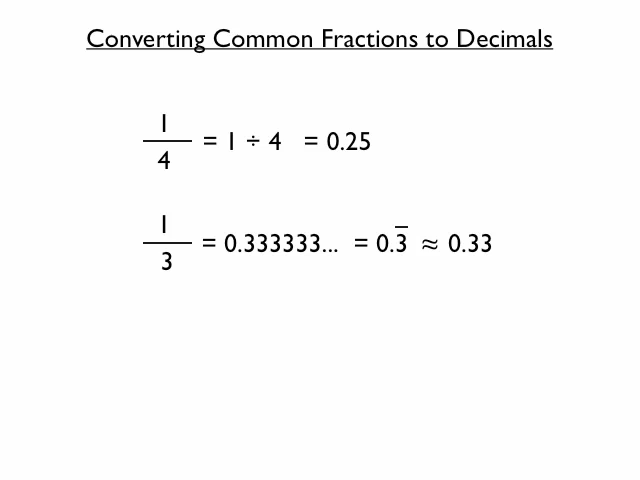 Converting Common Fractions to Decimals
1
4
= 1 ÷ 4 = 0.25
1
3
= 0.333333... = 0.3̅ ≈ 0.33